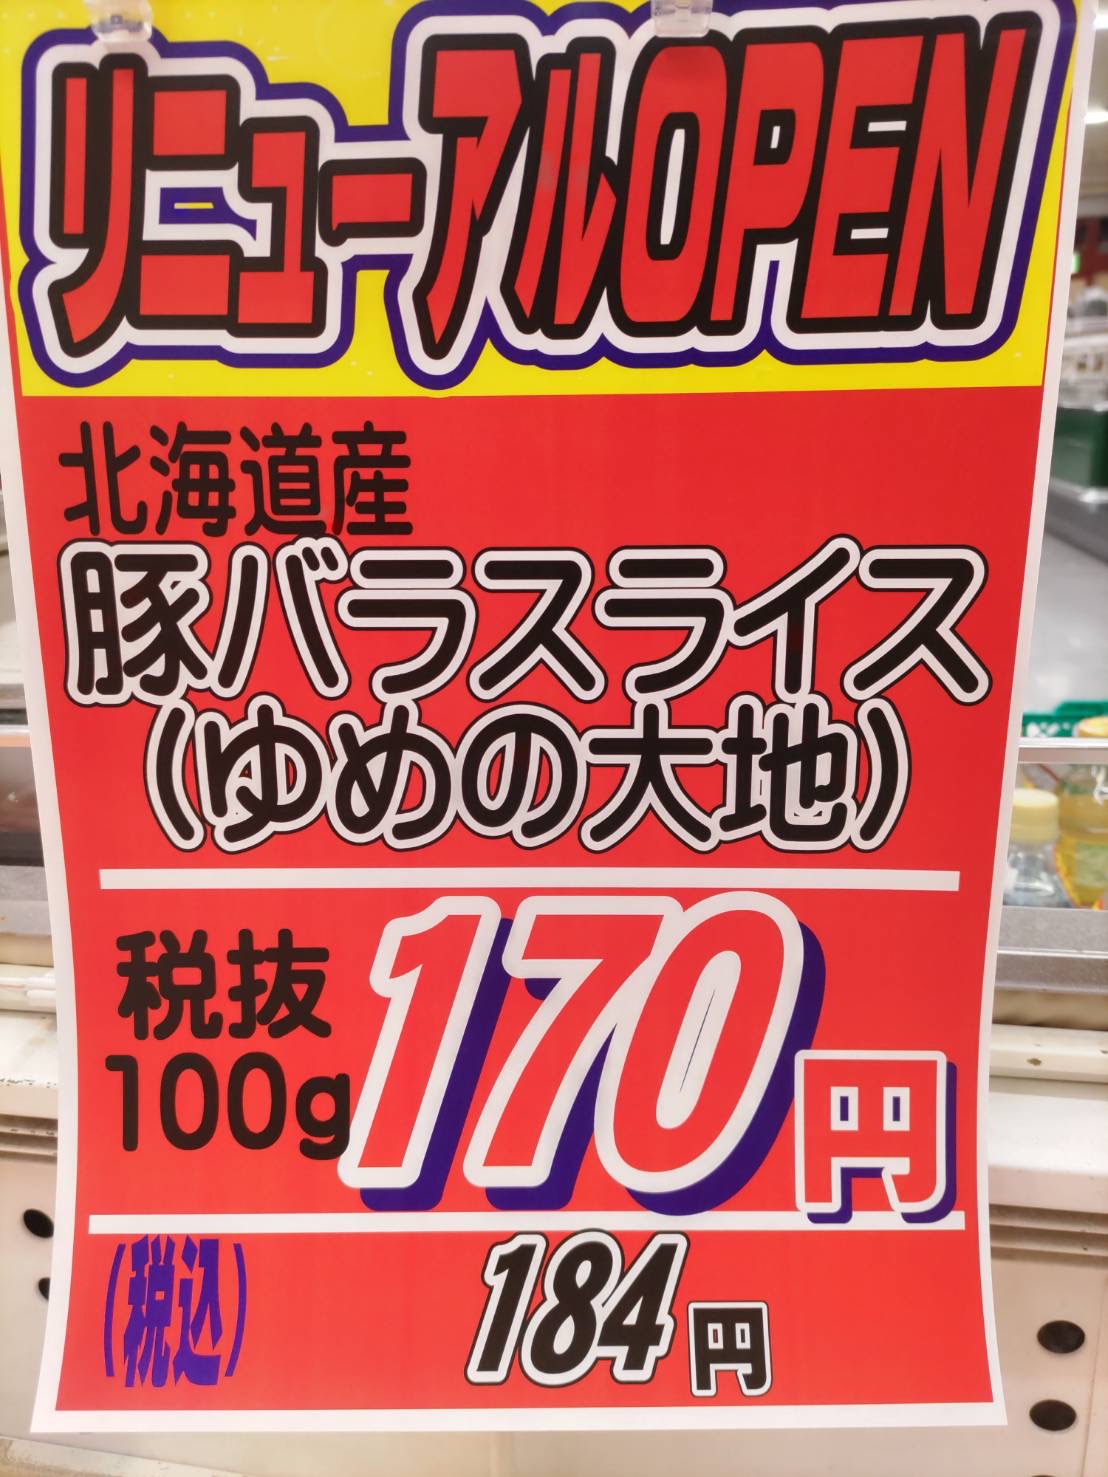 リニューアルOPEN
北海道産
豚バラスライス
(ゆめの大地)
税抜
100g
170円
(税込)
184円